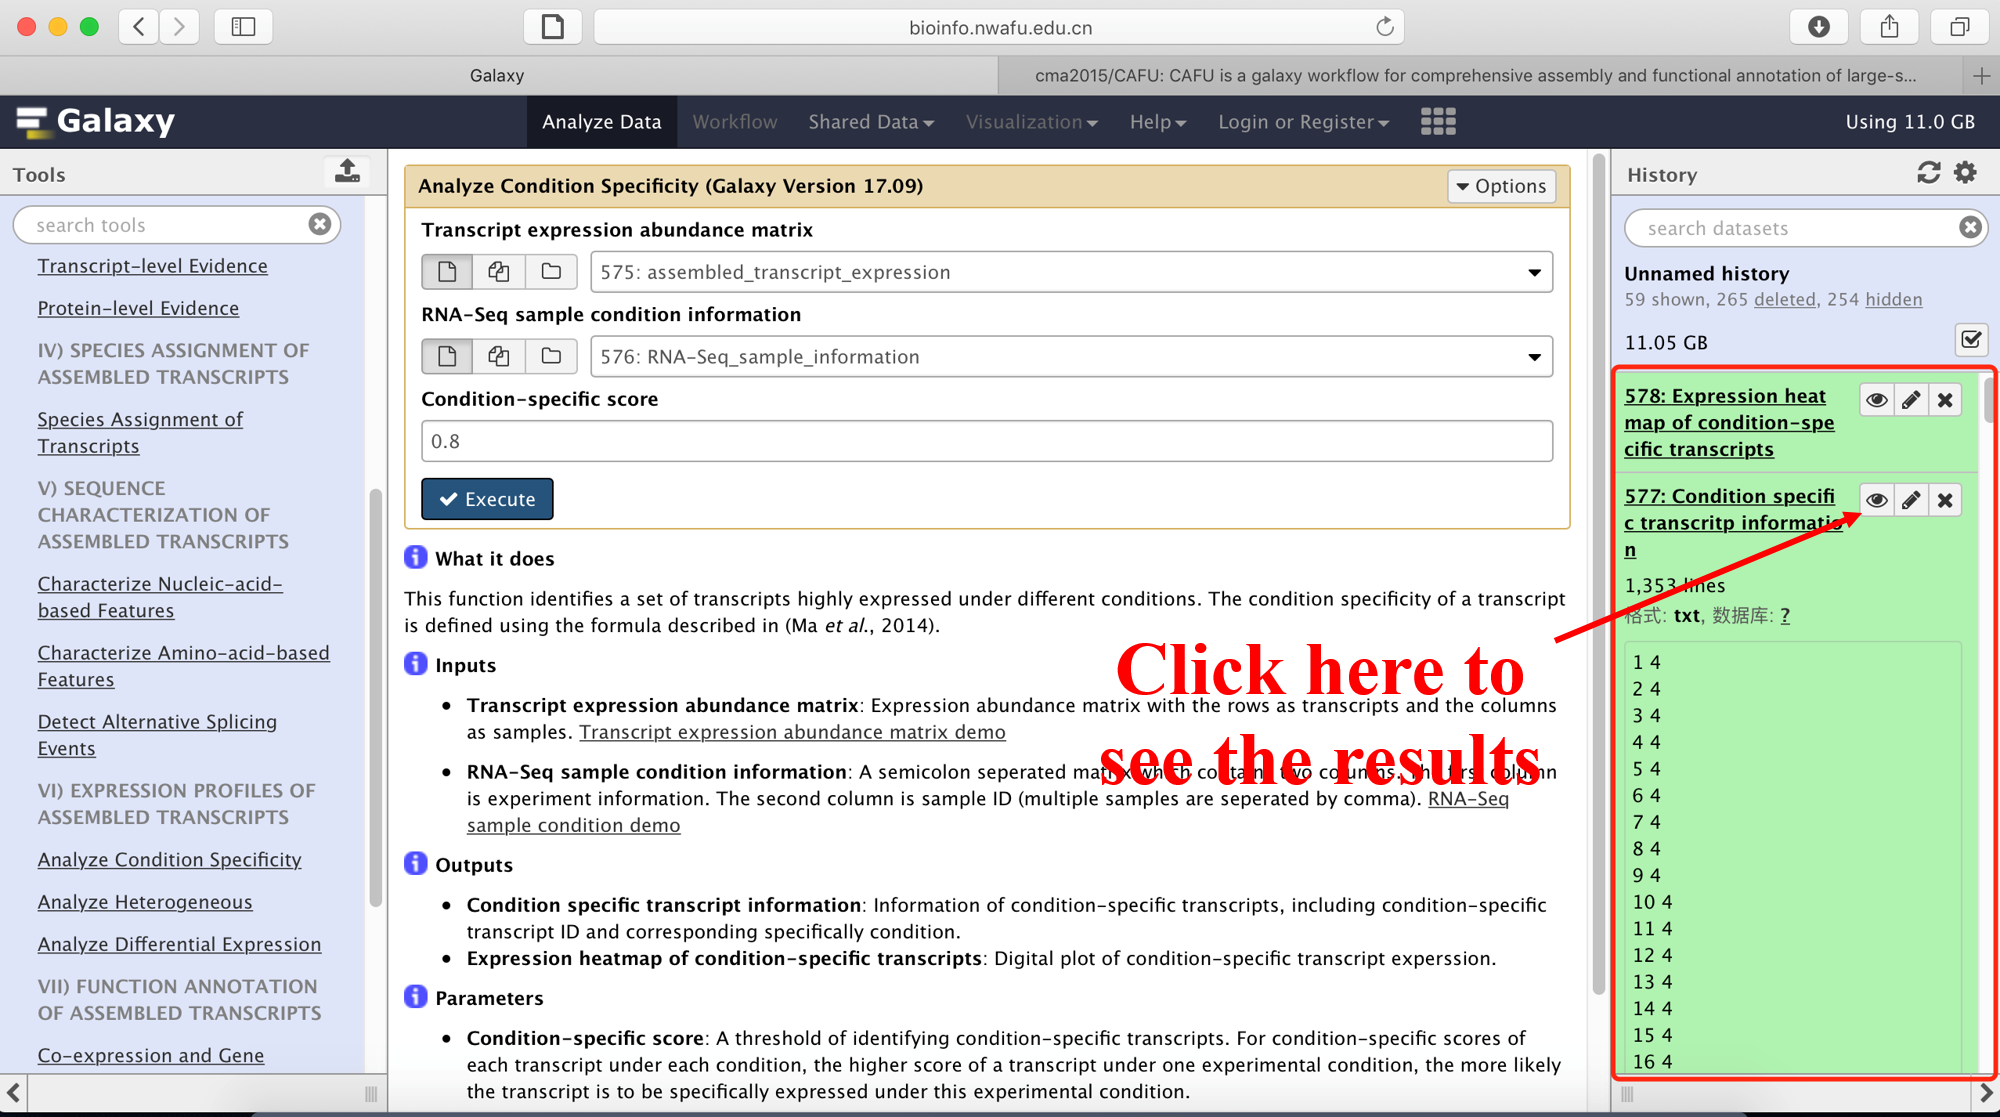 bioinfo.nwafu.edu.cn
Galaxy
cma2015/CAFU: CAFU is a galaxy workflow for comprehensive assembly and functional annotation of large-s...
Galaxy
Analyze Data
Workflow
Shared Data
Visualization
Help
Login or Register
Using 11.0 GB
Tools
search tools
Transcript-level Evidence
Protein-level Evidence
IV) SPECIES ASSIGNMENT OF
ASSEMBLED TRANSCRIPTS
Species Assignment of
Transcripts
V) SEQUENCE
CHARACTERIZATION OF
ASSEMBLED TRANSCRIPTS
Characterize Nucleic-acid-
based Features
Characterize Amino-acid-based
Features
Detect Alternative Splicing
Events
VI) EXPRESSION PROFILES OF
ASSEMBLED TRANSCRIPTS
Analyze Condition Specificity
Analyze Heterogeneous
Analyze Differential Expression
VII) FUNCTION ANNOTATION
OF ASSEMBLED TRANSCRIPTS
Co-expression and Gene
Analyze Condition Specificity (Galaxy Version 17.09)
Options
Transcript expression abundance matrix
575: assembled_transcript_expression
RNA-Seq sample condition information
576: RNA-Seq_sample_information
Condition-specific score
0.8
Execute
What it does
This function identifies a set of transcripts highly expressed under different conditions. The condition specificity of a transcript
is defined using the formula described in (Ma et al., 2014).
Inputs
Transcript expression abundance matrix: Expression abundance matrix with the rows as transcripts and the columns
as samples. Transcript expression abundance matrix demo
RNA-Seq sample condition information: A semicolon seperated matrix which contains two columns. The first column
is experiment information. The second column is sample ID (multiple samples are seperated by comma). RNA-Seq
sample condition demo
Outputs
Condition specific transcript information: Information of condition-specific transcripts, including condition-specific
transcript ID and corresponding specifically condition.
Expression heatmap of condition-specific transcripts: Digital plot of condition-specific transcript experssion.
Parameters
Condition-specific score: A threshold of identifying condition-specific transcripts. For condition-specific scores of
each transcript under each condition, the higher score of a transcript under one experimental condition, the more likely
the transcript is to be specifically expressed under this experimental condition.
Click here to
see the results
History
search datasets
Unnamed history
59 shown, 265 deleted, 254 hidden
11.05 GB
578: Expression heat
map of condition-spe
cific transcripts
577: Condition specifi
c transcritp informatio
n
1,353 lines
格式: txt, 数据库: ?
1 4
2 4
3 4
4 4
5 4
6 4
7 4
8 4
9 4
10 4
11 4
12 4
13 4
14 4
15 4
16 4